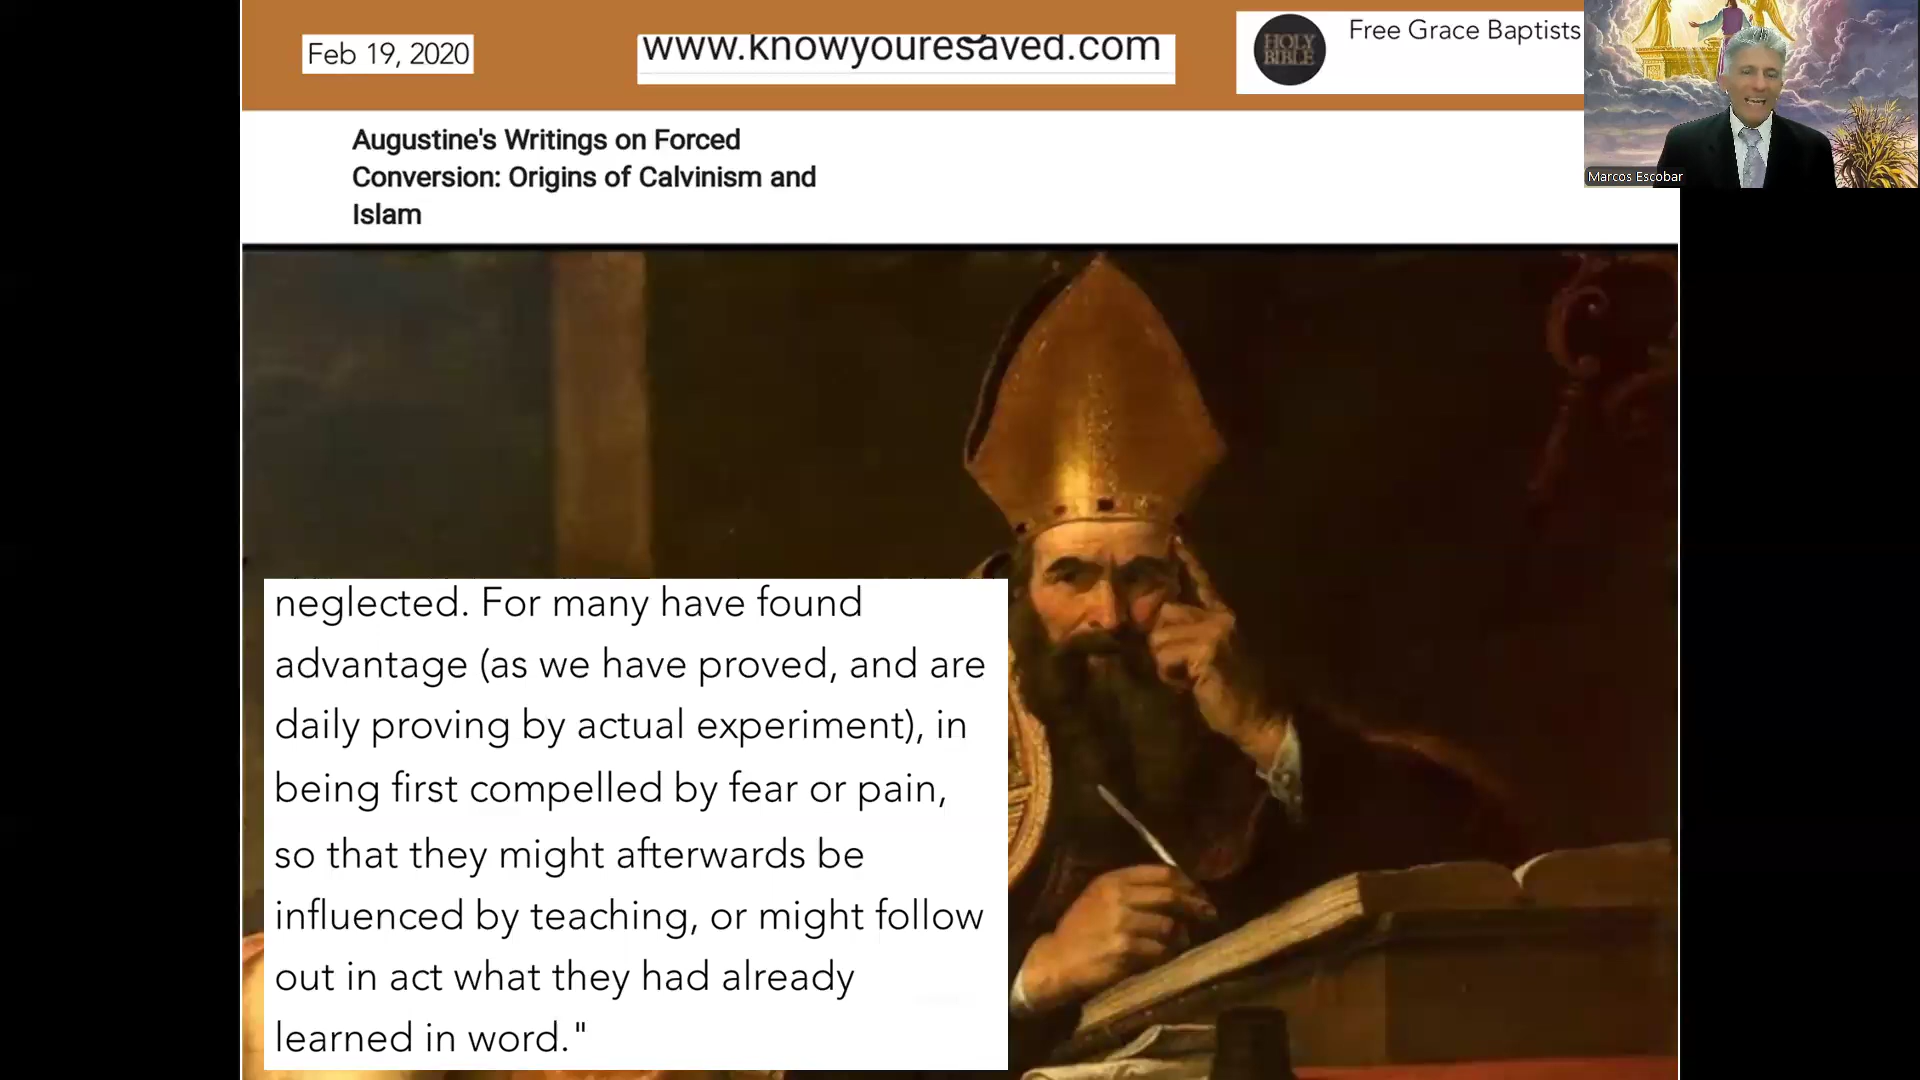 Feb 19, 2020
www.knowyouresaved.com
HOLY
BIBLE
Free Grace Baptists
Marcos Escobar
Augustine's Writings on Forced
Conversion: Origins of Calvinism and
Islam
neglected. For many have found
advantage (as we have proved, and are
daily proving by actual experiment), in
being first compelled by fear or pain,
so that they might afterwards be
influenced by teaching, or might follow
out in act what they had already
learned in word."